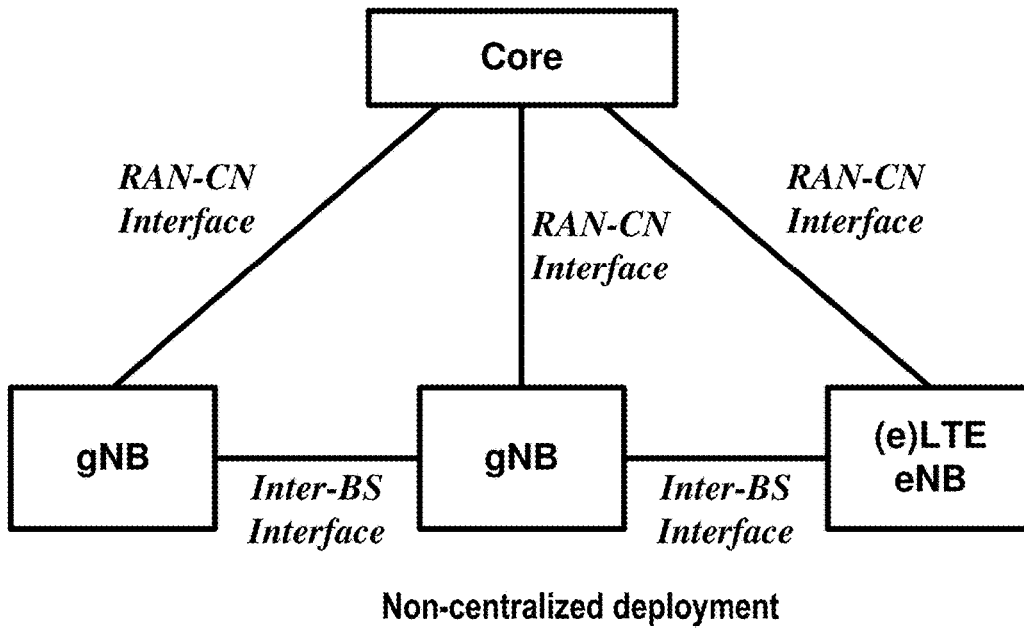 Core
RAN-CN
Interface
RAN-CN
Interface
RAN-CN
Interface
gNB
gNB
(e)LTE
eNB
Inter-BS
Interface
Inter-BS
Interface
Non-centralized deployment